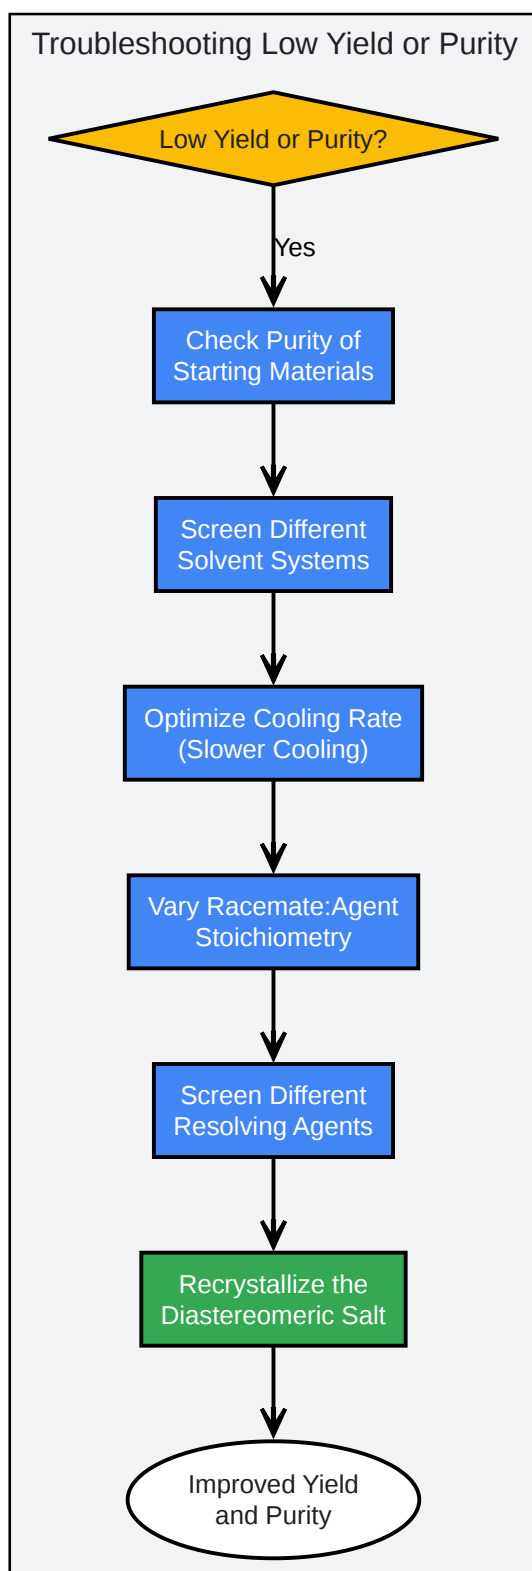 Troubleshooting Low Yield or Purity
Low Yield or Purity?
Yes
Check Purity of
Starting Materials
Screen Different
Solvent Systems
Optimize Cooling Rate
(Slower Cooling)
Vary Racemate:Agent
Stoichiometry
Screen Different
Resolving Agents
Recrystallize the
Diastereomeric Salt
Improved Yield
and Purity